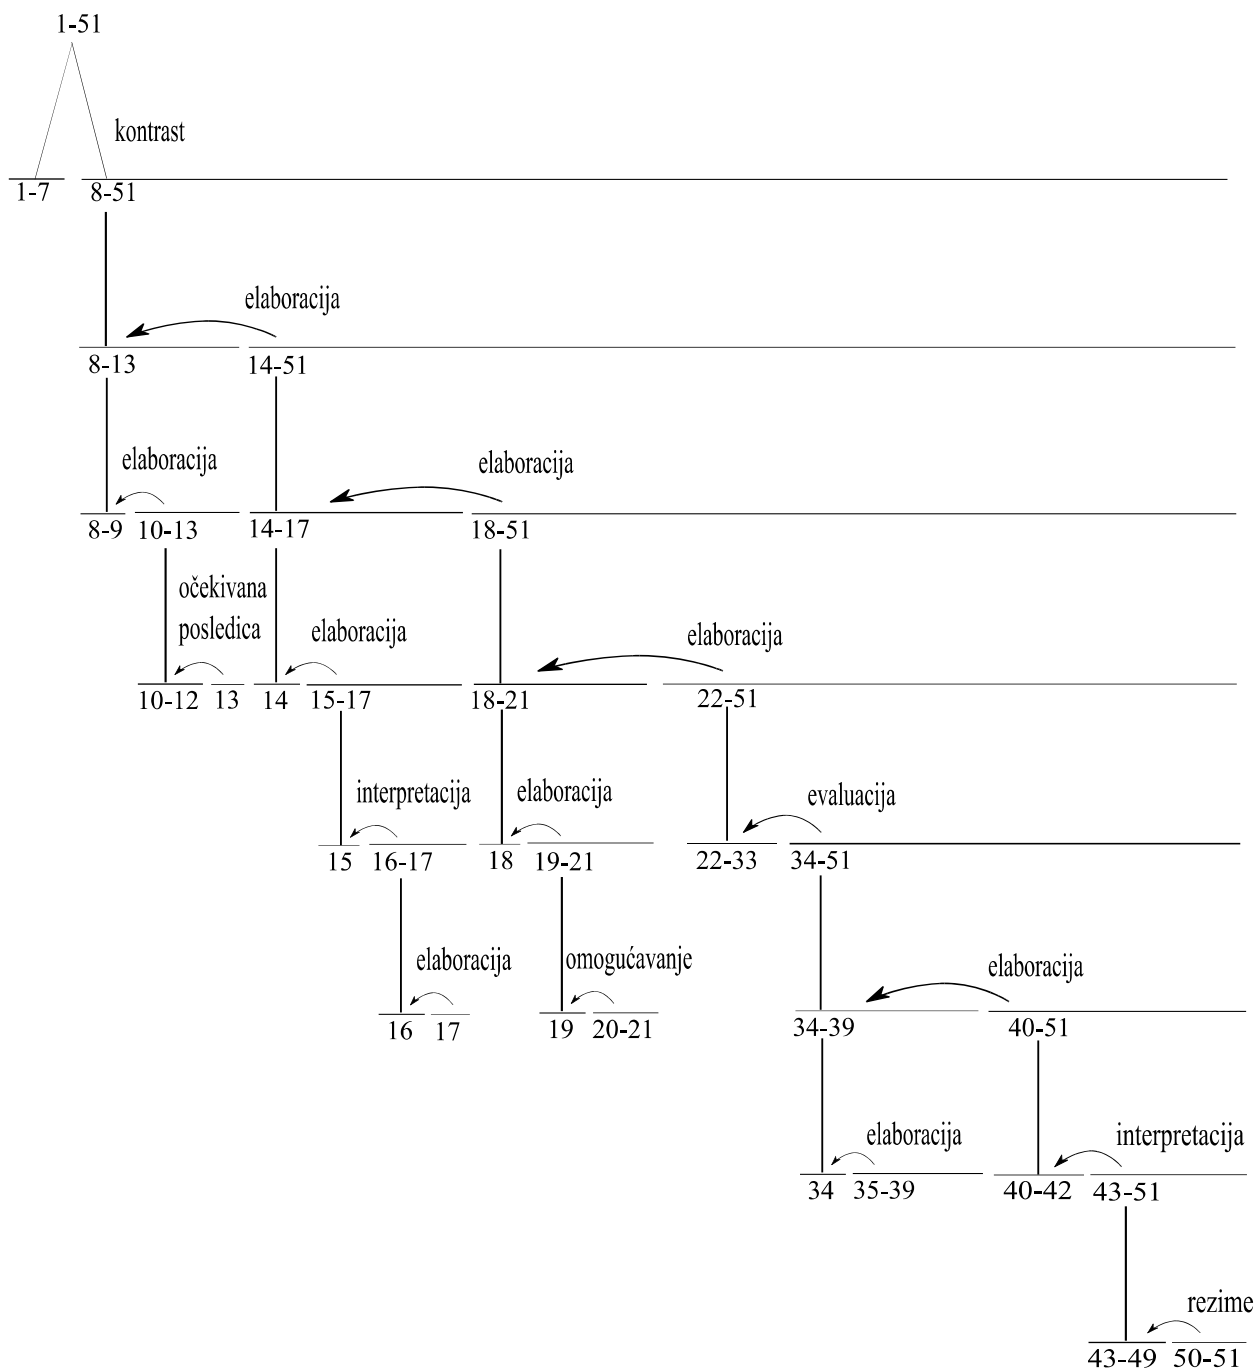 1-51
kontrast
1-7 8-51
elaboracija
8-13 14-51
elaboracija elaboracija
8-9 10-13 14-17 18-51
očekivana
posledica elaboracija elaboracija
10-12 13 14 15-17 18-21 22-51
interpretacija elaboracija evaluacija
15 16-17 18 19-21 22-33 34-51
elaboracija omogućavanje elaboracija
16 17 19 20-21 34-39 40-51
elaboracija interpretacija
34 35-39 40-42 43-51
rezime
43-49 50-51